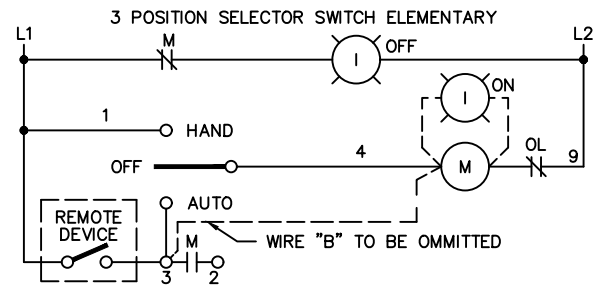 3 POSITION SELECTOR SWITCH ELEMENTARY
L1
L2
M
I
OFF
I
ON
1
HAND
OFF
4
M
OL
9
AUTO
REMOTE
DEVICE
M
WIRE "B" TO BE OMMITTED
3
2